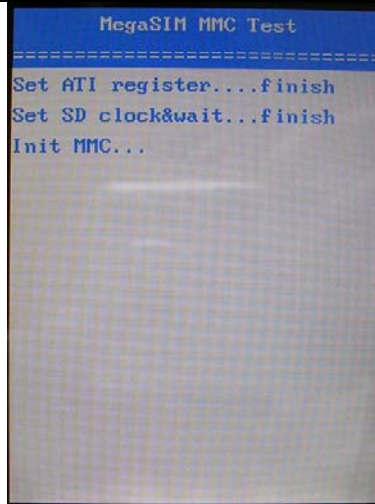 MegaSIM MMC Test
================================
Set ATI register....finish
Set SD clock&wait...finish
Init MMC...